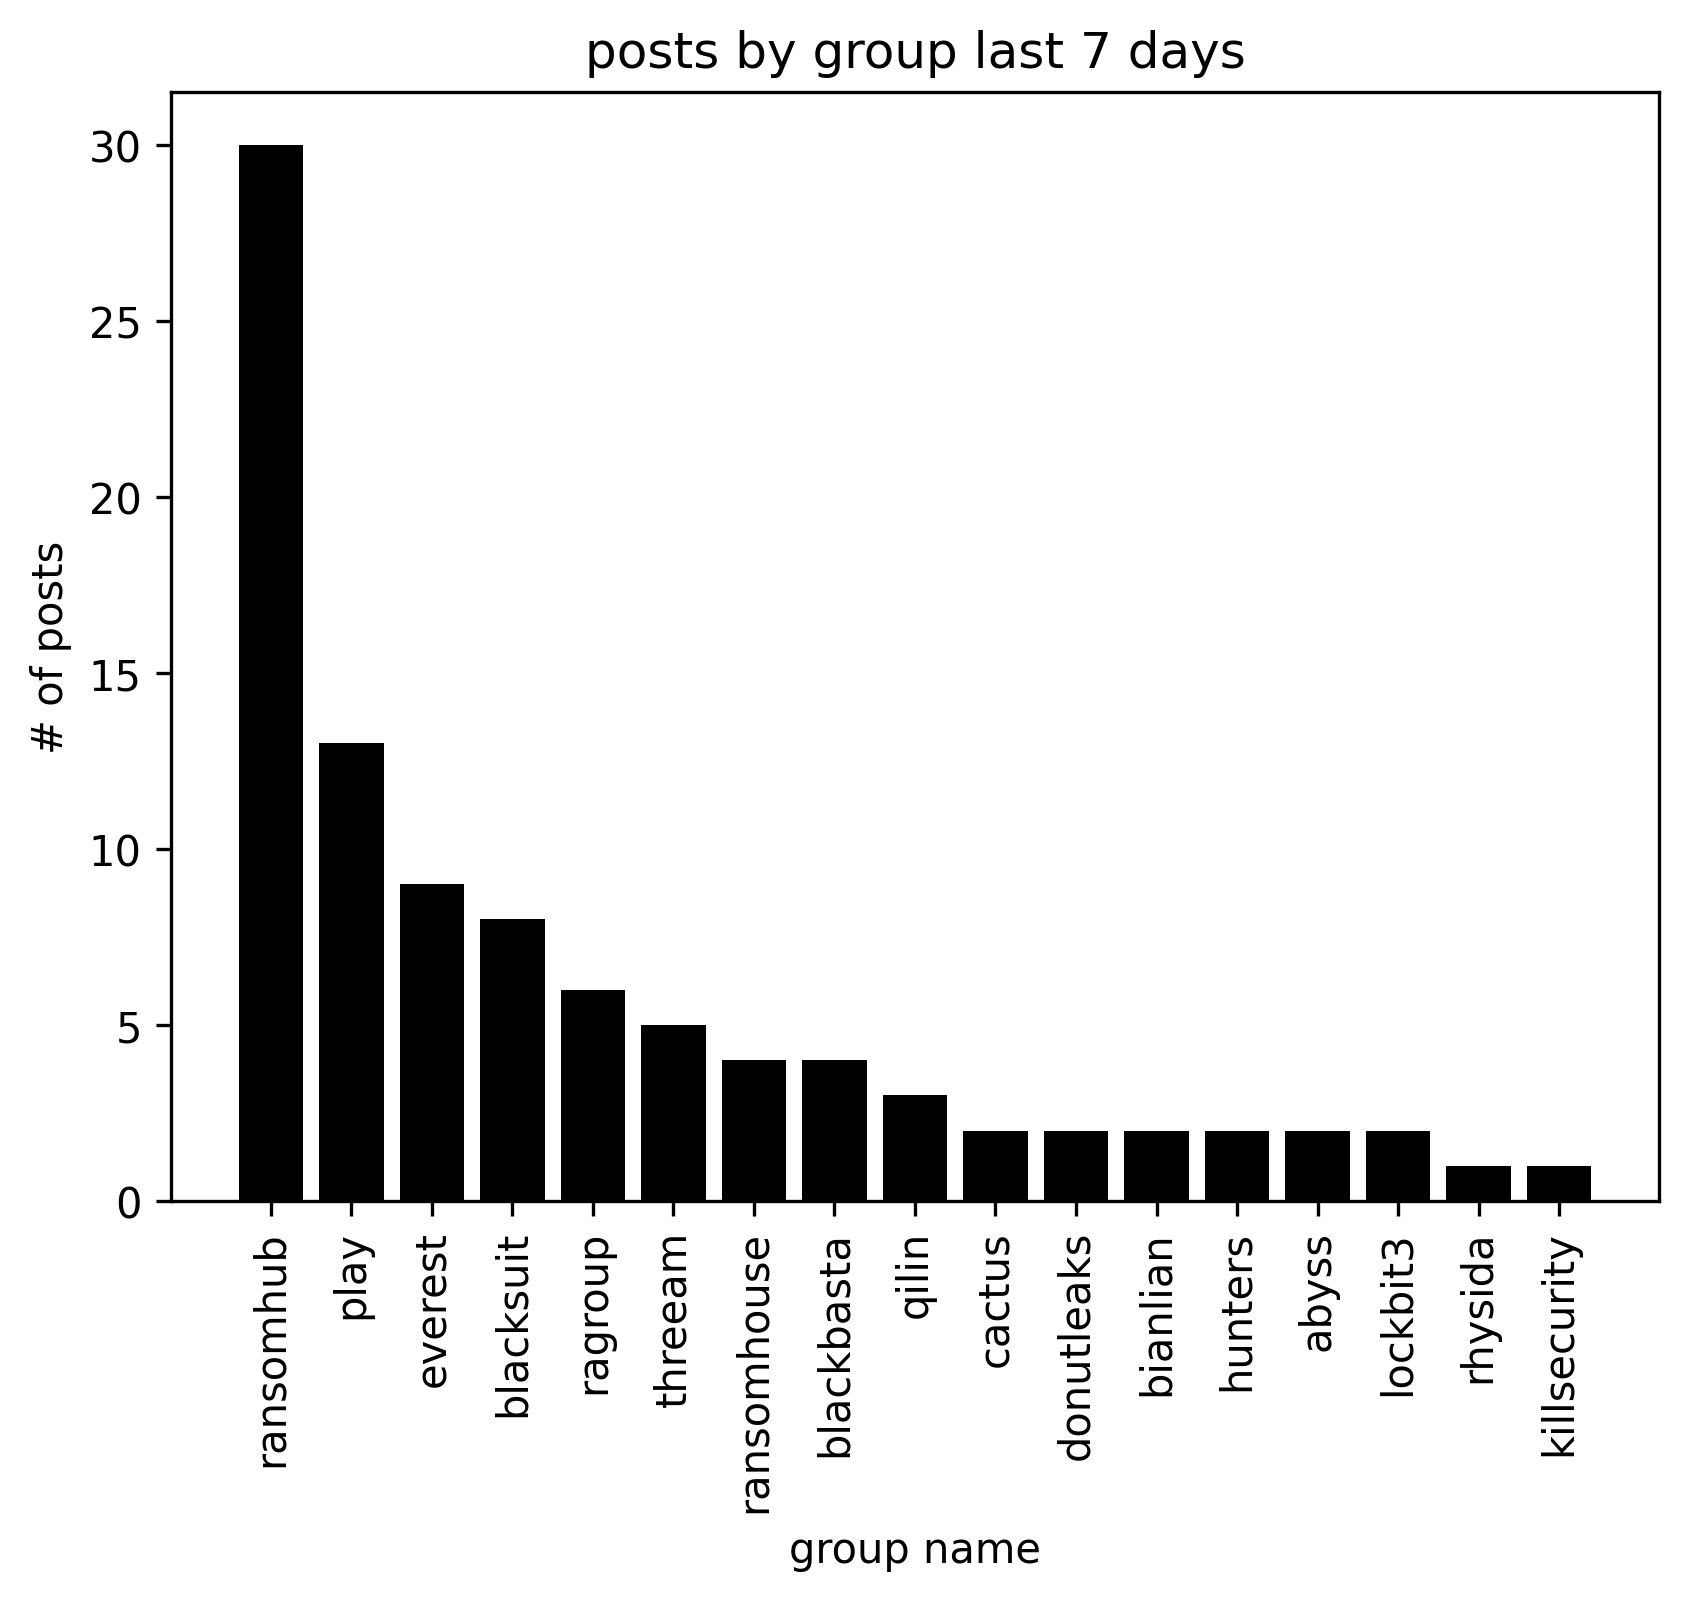 posts by group last 7 days
30
25
20
15
10
5
0
# of posts
ransomhub
play
everest
blacksuit
ragroup
threeam
ransomhouse
blackbasta
qilin
cactus
donutleaks
bianlian
hunters
abyss
lockbit3
rhysida
killsecurity
group name